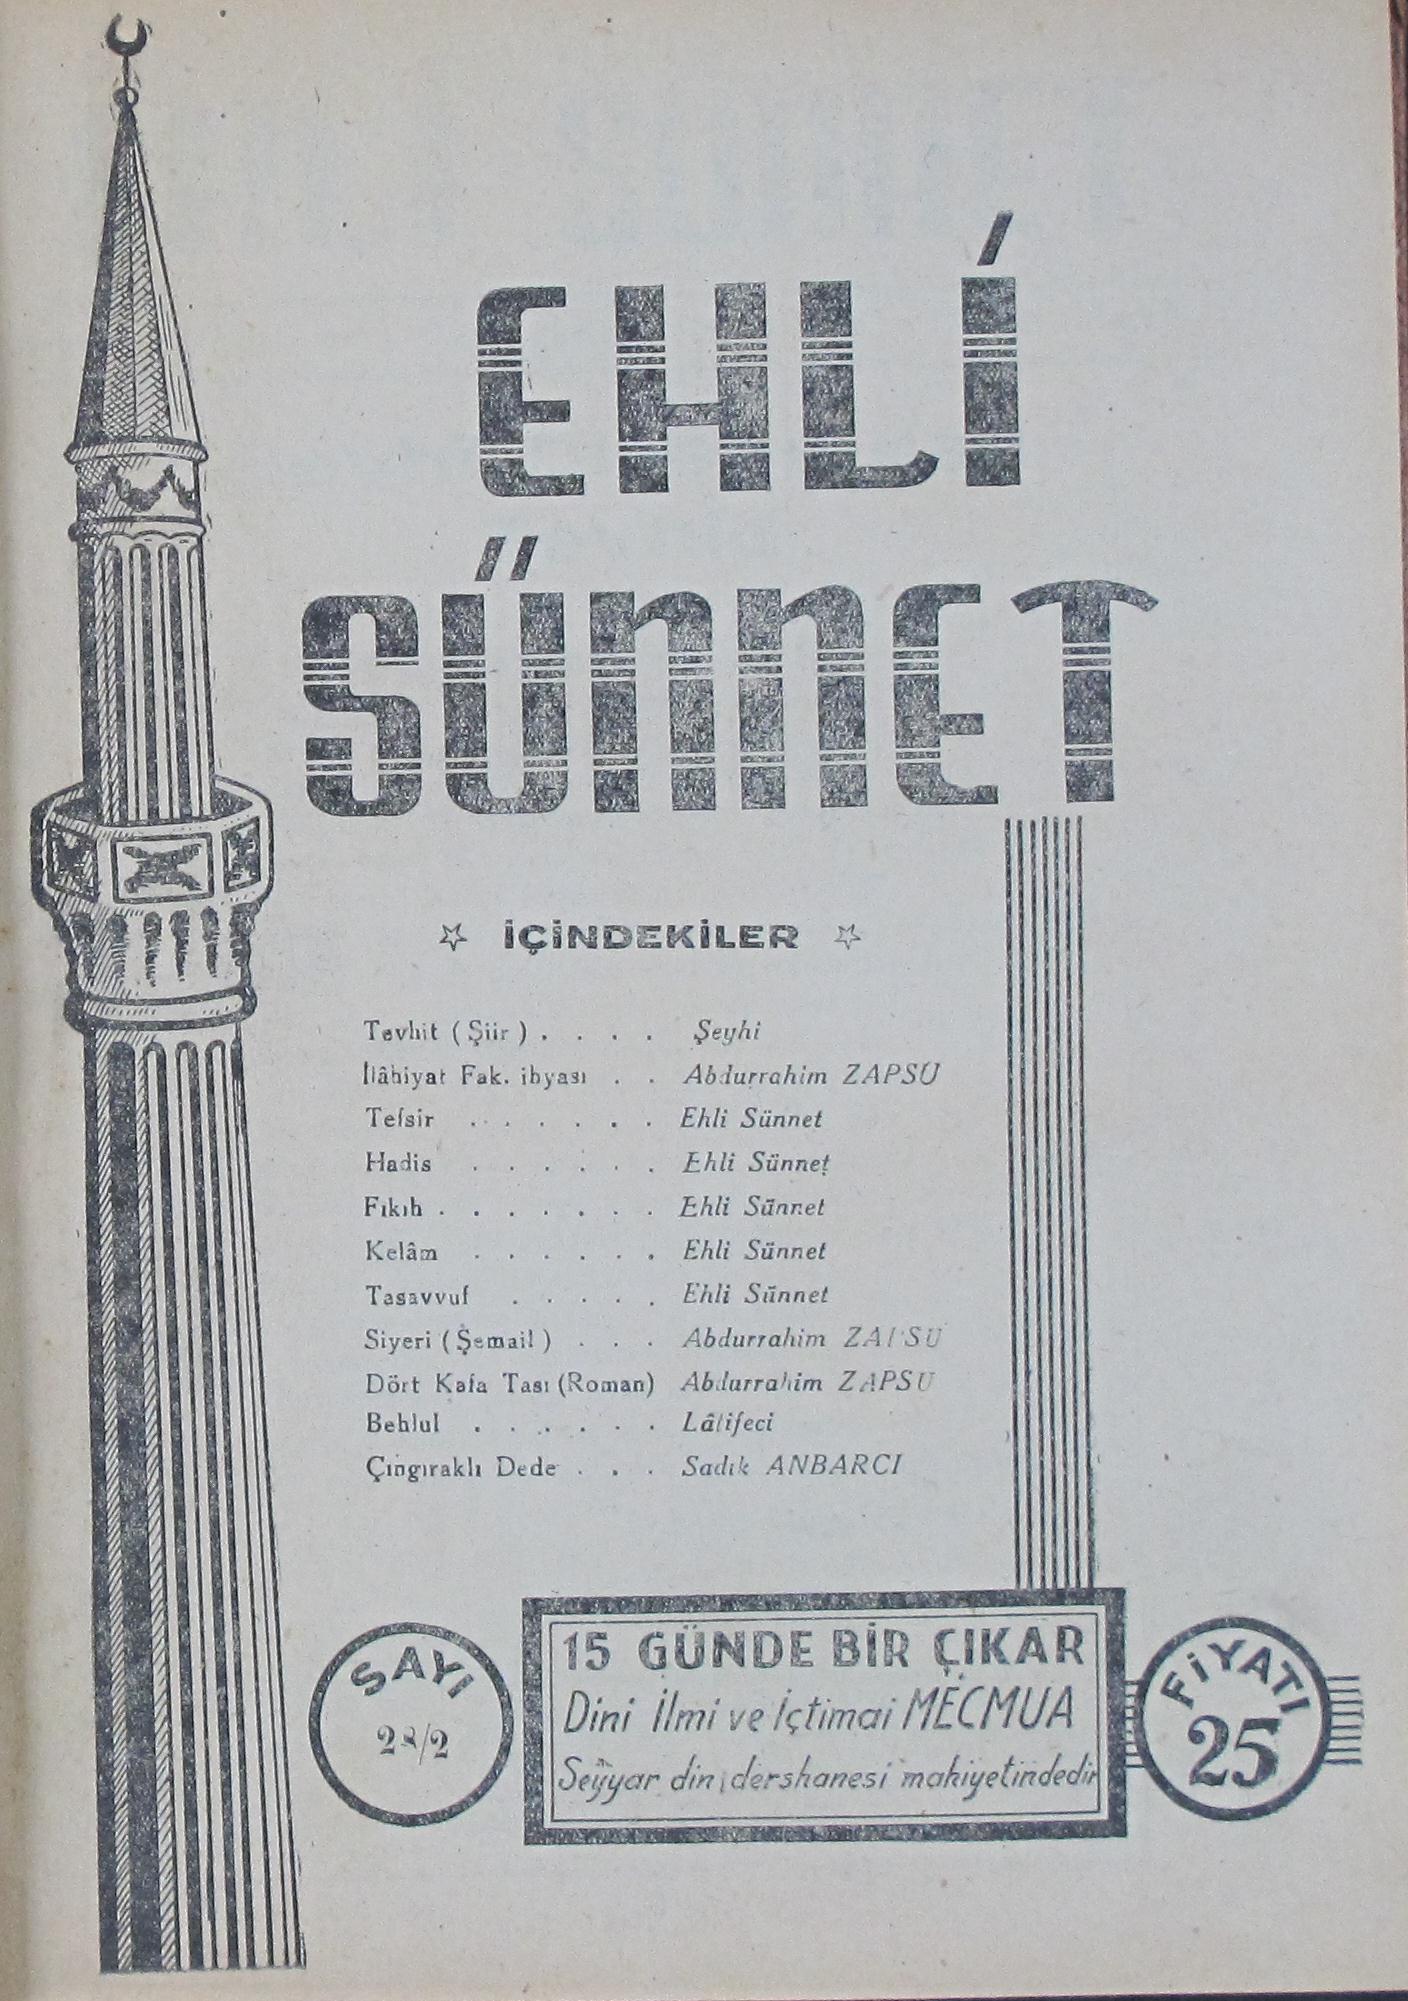 EHLİ
SÜNNET
İÇİNDEKİLER
Tevhit ( Şiir ) . . . . Şeyhi
İlâhiyat Fak. ihyası . . Abdurrahim ZAPSU
Tefsir . . . . . . Ehli Sünnet
Hadis . . . . . . Ehli Sünnet
Fıkıh . . . . . . . Ehli Sünnet
Kelâm . . . . . . Ehli Sünnet
Tasavvuf . . . . . Ehli Sünnet
Siyeri ( Şemail ) . . . Abdurrahim ZAPSU
Dört Kafa Tası (Roman) Abdurrahim ZAPSU
Behlul . . . . . . Lâtifeci
Çıngıraklı Dede . . . Sadık ANBARCI
SAYI
28/2
15 GÜNDE BİR ÇIKAR
Dini İlmi ve İçtimai MECMUA
Seyyar din dershanesi mahiyetindedir
FİYATI
25